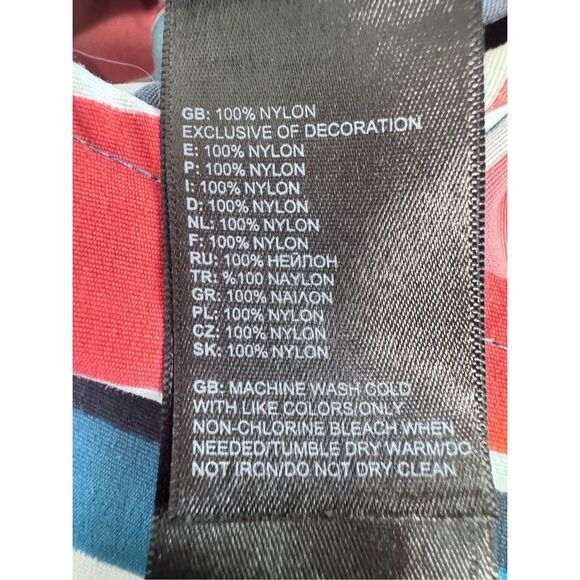 GB: 100% NYLON
EXCLUSIVE OF DECORATION
E: 100% NYLON
P: 100% NYLON
I: 100% NYLON
D: 100% NYLON
NL: 100% NYLON
F: 100% NYLON
RU: 100% НЕЙЛОН
TR: %100 NAYLON
GR: 100% ΝΑΙΛΟΝ
PL: 100% NYLON
CZ: 100% NYLON
SK: 100% NYLON
GB: MACHINE WASH COLD
WITH LIKE COLORS/ONLY
NON-CHLORINE BLEACH WHEN
NEEDED/TUMBLE DRY WARM/DO
NOT IRON/DO NOT DRY CLEAN